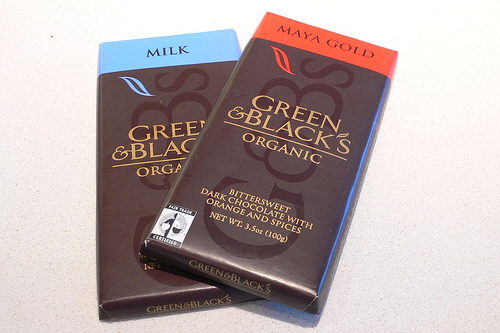 MILK
GREEN
&BLAC
ORGA
NE
GREEN&BLACK'S
MAYA GOLD
GREEN
&BLACK'S
ORGANIC
BITTERSWEET
DARK CHOCOLATE WITH
ORANGE AND SPICES
NET WT. 3.5oz (100g)
FAIR TRADE
CERTIFIED
GREEN&BLACK'S